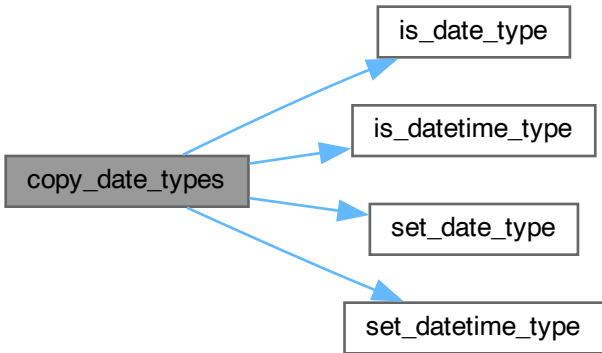 is_date_type
is_datetime_type
copy_date_types
set_date_type
set_datetime_type